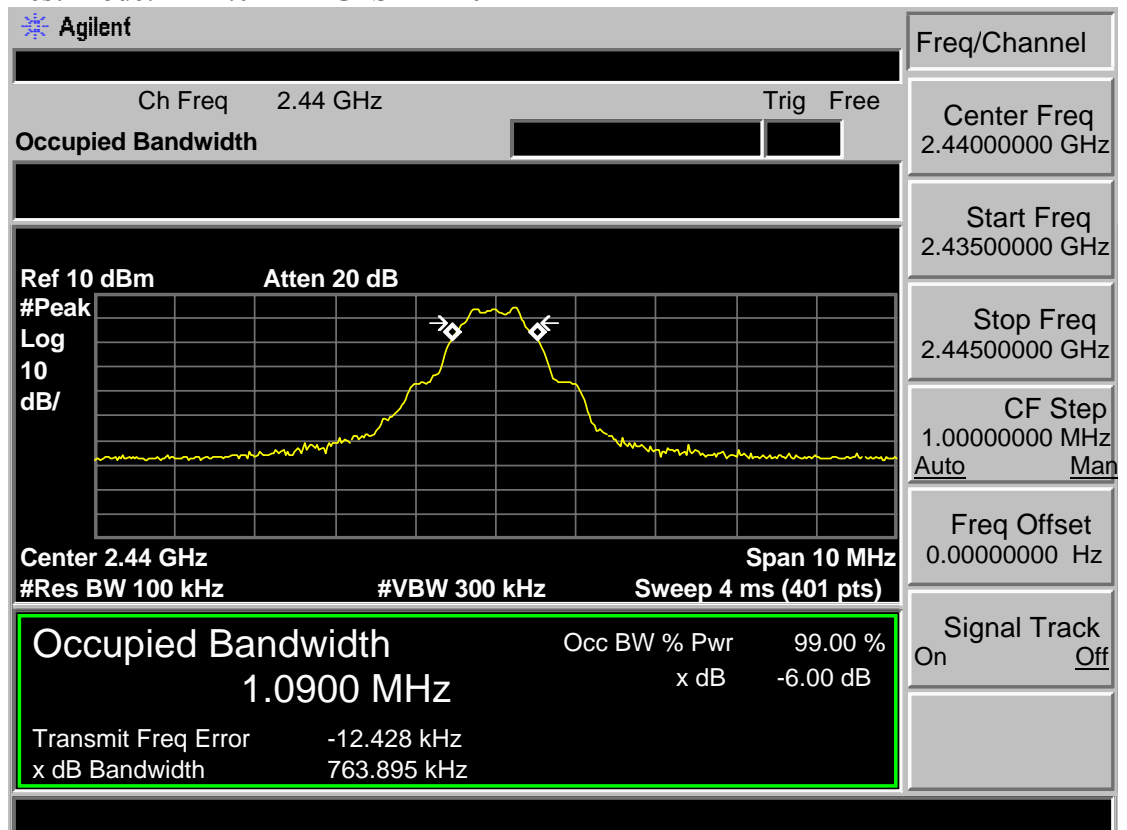 Agilent
Freq/Channel
Ch Freq 2.44 GHz Trig Free
Occupied Bandwidth
Center Freq
2.44000000 GHz
Start Freq
2.43500000 GHz
Stop Freq
2.44500000 GHz
CF Step
1.00000000 MHz
Auto Man
Freq Offset
0.00000000 Hz
Signal Track
On Off
Ref 10 dBm Atten 20 dB
#Peak
Log
10
dB/
Center 2.44 GHz Span 10 MHz
#Res BW 100 kHz #VBW 300 kHz Sweep 4 ms (401 pts)
Occupied Bandwidth Occ BW % Pwr 99.00 %
1.0900 MHz x dB -6.00 dB
Transmit Freq Error -12.428 kHz
x dB Bandwidth 763.895 kHz